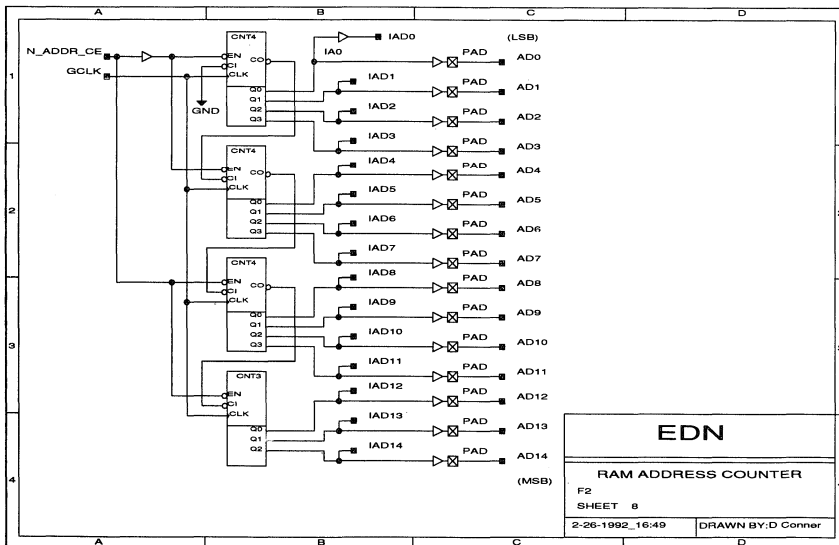 A B C D
1
2
3
4
N_ADDR_CE
GCLK
GND
CNT4
EN
CI
CLK
CO
Q0
Q1
Q2
Q3
CNT4
EN
CI
CLK
CO
Q0
Q1
Q2
Q3
CNT4
EN
CI
CLK
CO
Q0
Q1
Q2
Q3
CNT3
EN
CI
CLK
Q0
Q1
Q2
IAD0
(LSB)
IA0 PAD AD0
IAD1 PAD AD1
IAD2 PAD AD2
IAD3 PAD AD3
IAD4 PAD AD4
IAD5 PAD AD5
IAD6 PAD AD6
IAD7 PAD AD7
IAD8 PAD AD8
IAD9 PAD AD9
IAD10 PAD AD10
IAD11 PAD AD11
IAD12 PAD AD12
IAD13 PAD AD13
IAD14 PAD AD14
(MSB)
EDN
RAM ADDRESS COUNTER
F2
SHEET 8
2-26-1992_16:49 DRAWN BY:D Conner
A B C D